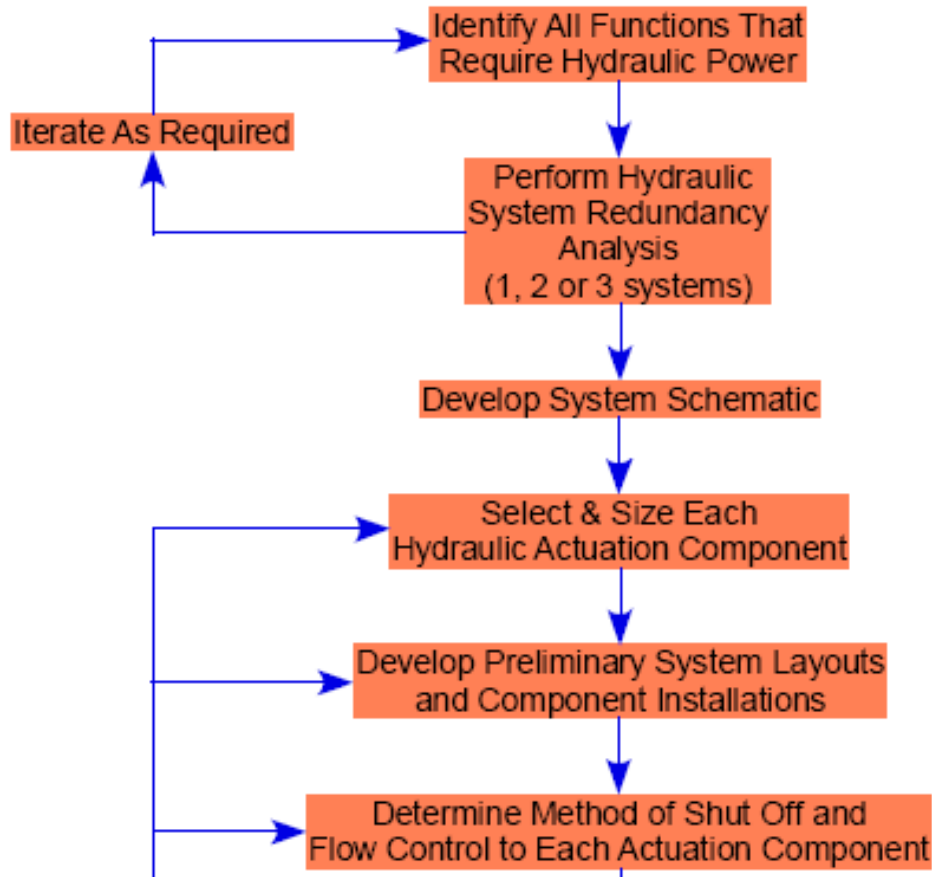 Identify All Functions That
Require Hydraulic Power
Iterate As Required
Perform Hydraulic
System Redundancy
Analysis
(1, 2 or 3 systems)
Develop System Schematic
Select & Size Each
Hydraulic Actuation Component
Develop Preliminary System Layouts
and Component Installations
Determine Method of Shut Off and
Flow Control to Each Actuation Component